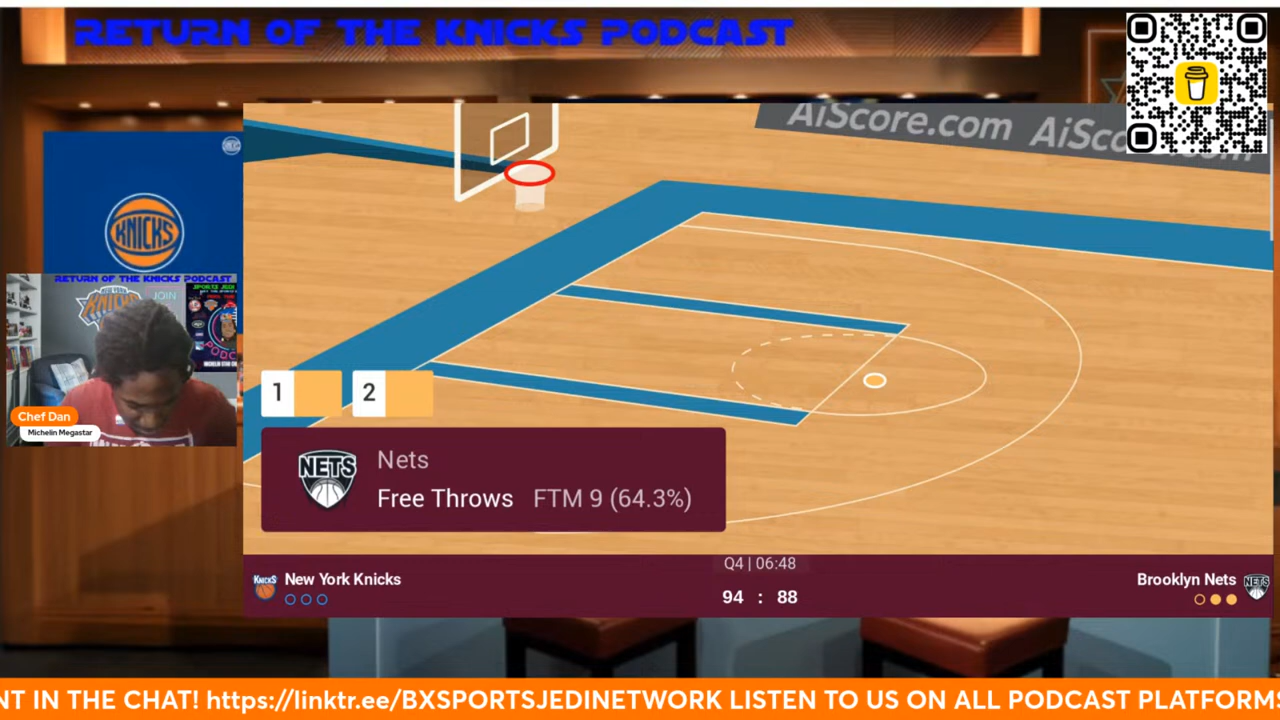 RETURN OF THE KNICKS PODCAST
AiScore.com
KNICKS
RETURN OF THE KNICKS PODCAST
JOIN
SPORTS JEDI
Chef Dan
Michelin Megastar
1 2
NETS
Nets
Free Throws FTM 9 (64.3%)
Q4 | 06:48
New York Knicks
94 : 88
Brooklyn Nets
NT IN THE CHAT! https://linktr.ee/BXSPORTSJEDINETWORK LISTEN TO US ON ALL PODCAST PLATFORMS